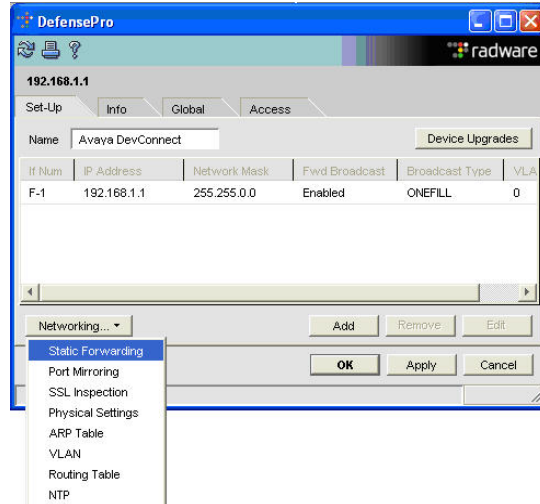 DefensePro
radware
192.168.1.1
Set-Up Info Global Access
Name Avaya DevConnect Device Upgrades
If Num IP Address Network Mask Fwd Broadcast Broadcast Type VLA
F-1 192.168.1.1 255.255.0.0 Enabled ONEFILL 0
Networking... Add Remove Edit
Static Forwarding
OK Apply Cancel
Port Mirroring
SSL Inspection
Physical Settings
ARP Table
VLAN
Routing Table
NTP